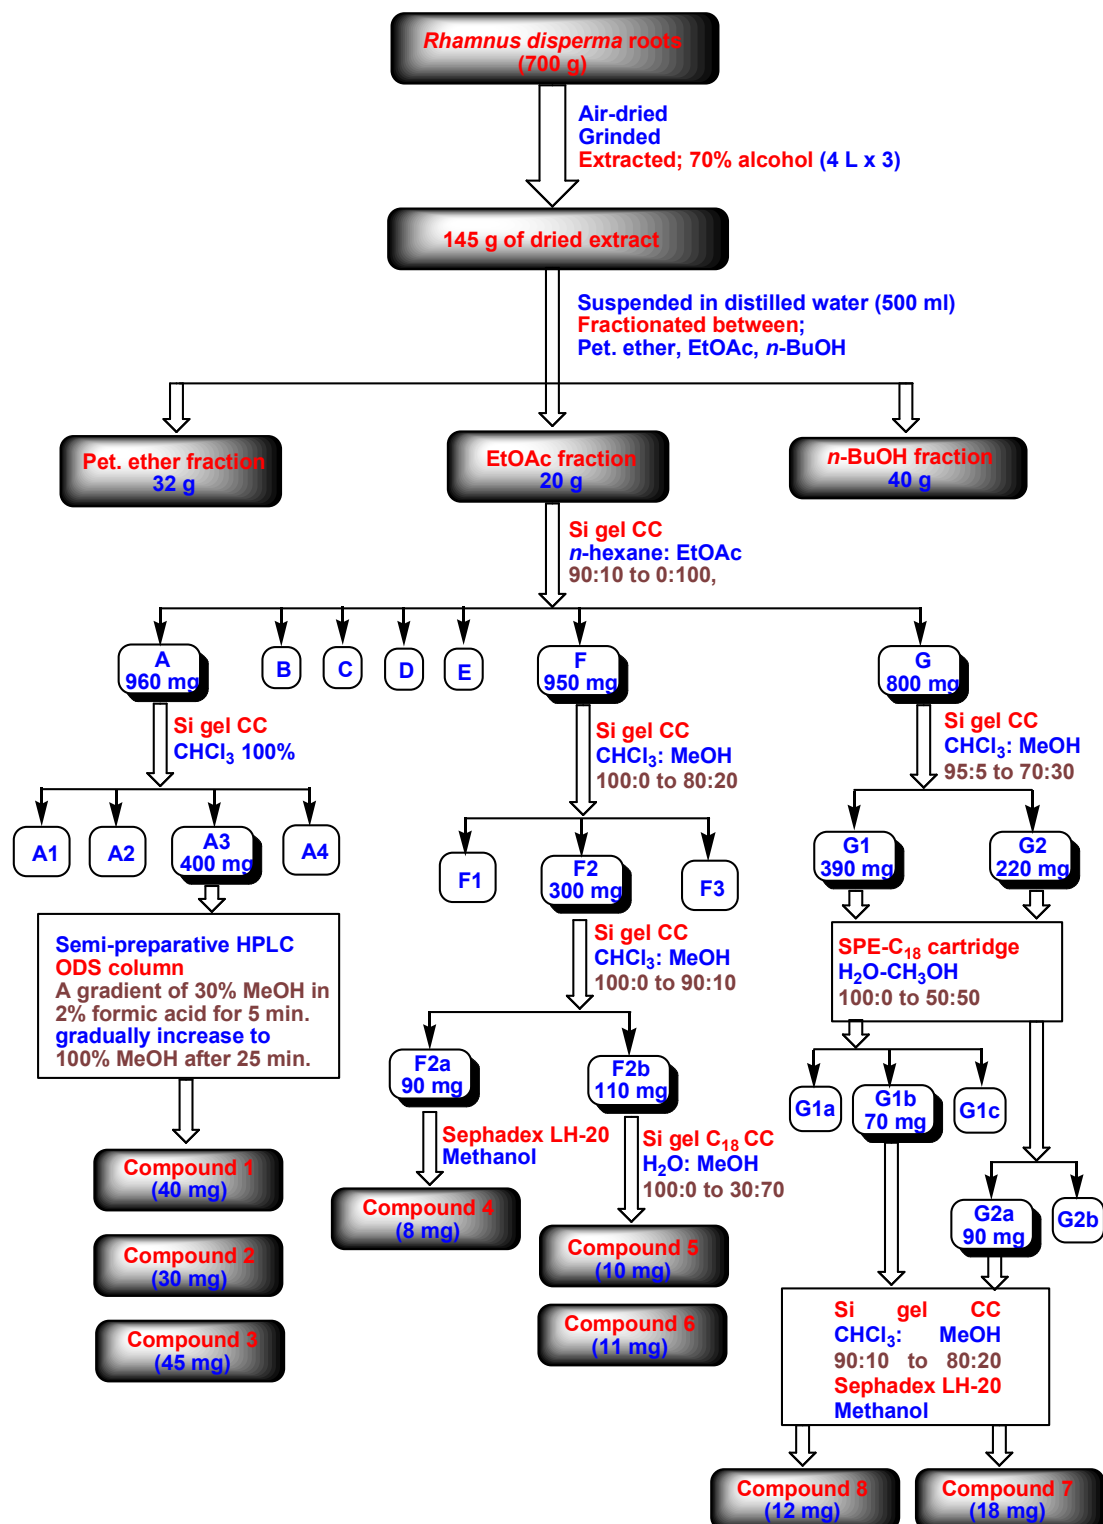 Rhamnus disperma roots
(700 g)
Air-dried
Grinded
Extracted; 70% alcohol (4 L x 3)
145 g of dried extract
Suspended in distilled water (500 ml)
Fractionated between;
Pet. ether, EtOAc, n-BuOH
Pet. ether fraction
32 g
EtOAc fraction
20 g
n-BuOH fraction
40 g
Si gel CC
n-hexane: EtOAc
90:10 to 0:100,
A
960 mg
B
C
D
E
F
950 mg
G
800 mg
Si gel CC
CHCl3 100%
Si gel CC
CHCl3: MeOH
100:0 to 80:20
Si gel CC
CHCl3: MeOH
95:5 to 70:30
A1
A2
A3
400 mg
A4
F1
F2
300 mg
F3
G1
390 mg
G2
220 mg
Semi-preparative HPLC
ODS column
A gradient of 30% MeOH in
2% formic acid for 5 min.
gradually increase to
100% MeOH after 25 min.
Si gel CC
CHCl3: MeOH
100:0 to 90:10
SPE-C18 cartridge
H2O-CH3OH
100:0 to 50:50
F2a
90 mg
F2b
110 mg
G1a
G1b
70 mg
G1c
Sephadex LH-20
Methanol
Si gel C18 CC
H2O: MeOH
100:0 to 30:70
G2a
90 mg
G2b
Compound 1
(40 mg)
Compound 2
(30 mg)
Compound 3
(45 mg)
Compound 4
(8 mg)
Compound 5
(10 mg)
Compound 6
(11 mg)
Si gel CC
CHCl3: MeOH
90:10 to 80:20
Sephadex LH-20
Methanol
Compound 8
(12 mg)
Compound 7
(18 mg)